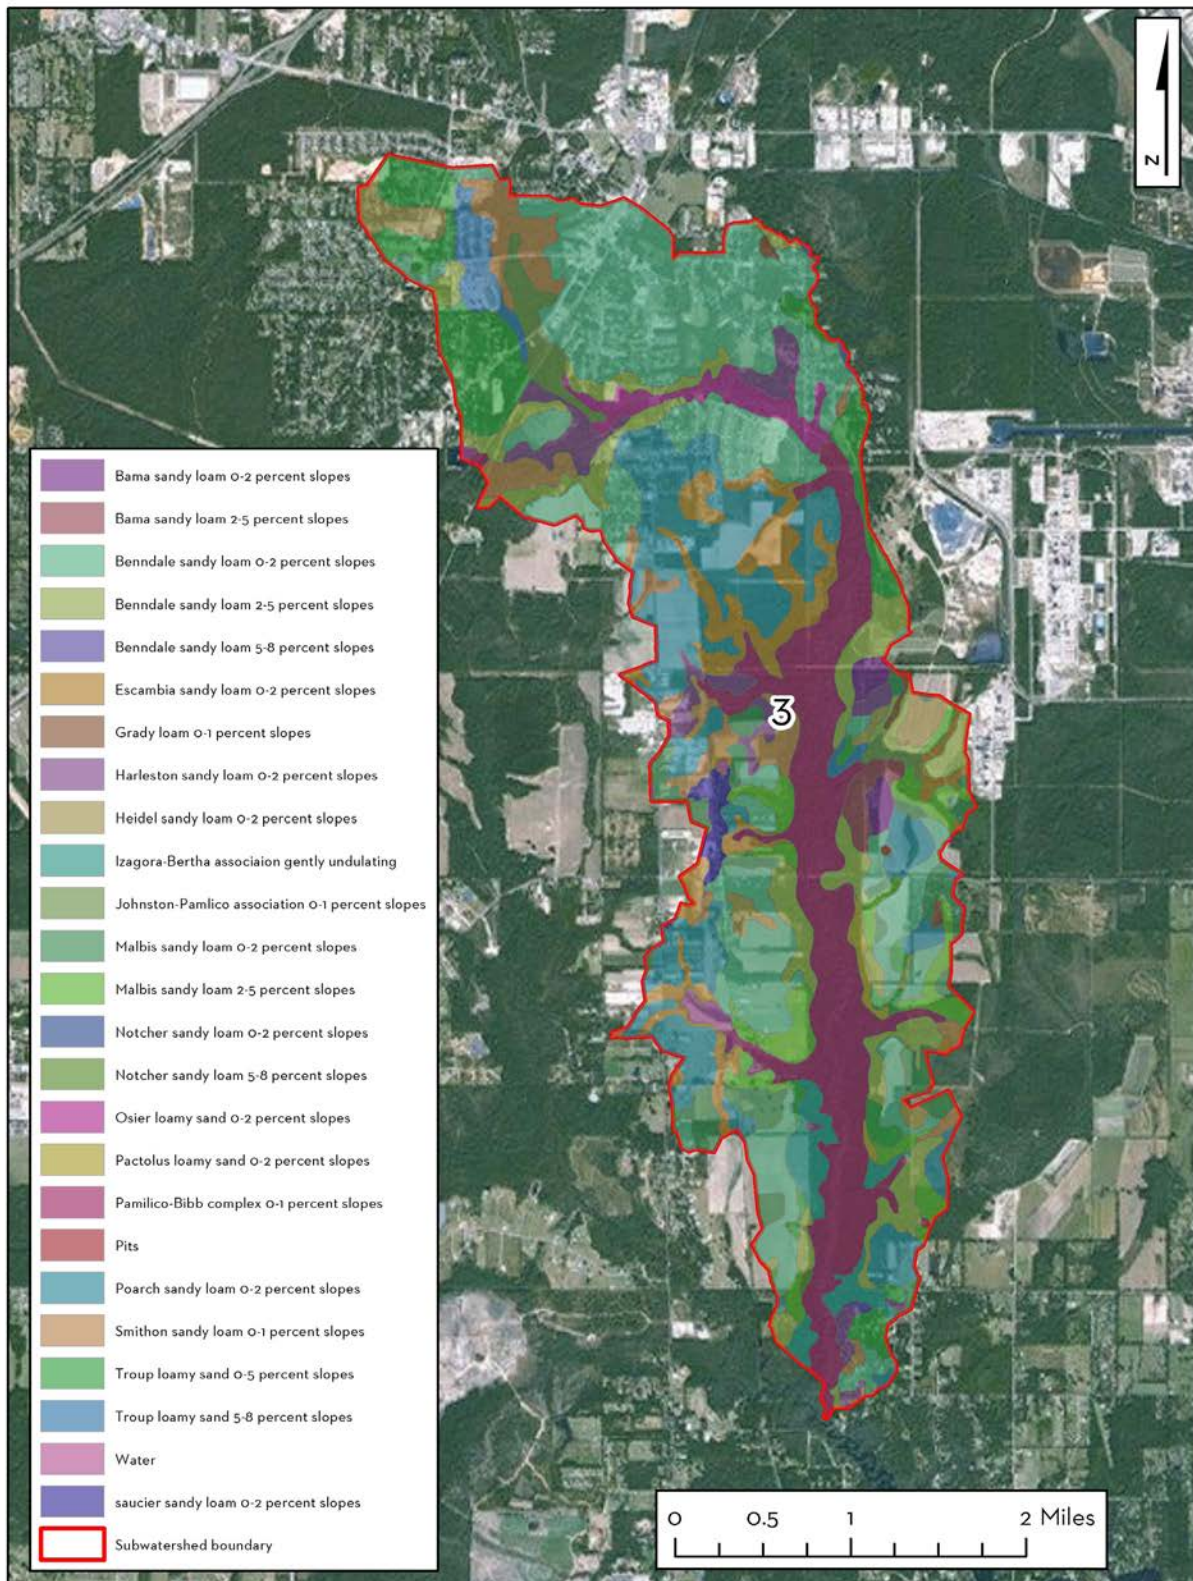 N
3
Bama sandy loam 0-2 percent slopes
Bama sandy loam 2-5 percent slopes
Benndale sandy loam 0-2 percent slopes
Benndale sandy loam 2-5 percent slopes
Benndale sandy loam 5-8 percent slopes
Escambia sandy loam 0-2 percent slopes
Grady loam 0-1 percent slopes
Harleston sandy loam 0-2 percent slopes
Heidel sandy loam 0-2 percent slopes
Izagora-Bertha associaion gently undulating
Johnston-Pamlico association 0-1 percent slopes
Malbis sandy loam 0-2 percent slopes
Malbis sandy loam 2-5 percent slopes
Notcher sandy loam 0-2 percent slopes
Notcher sandy loam 5-8 percent slopes
Osier loamy sand 0-2 percent slopes
Pactolus loamy sand 0-2 percent slopes
Pamilico-Bibb complex 0-1 percent slopes
Pits
Poarch sandy loam 0-2 percent slopes
Smithon sandy loam 0-1 percent slopes
Troup loamy sand 0-5 percent slopes
Troup loamy sand 5-8 percent slopes
Water
saucier sandy loam 0-2 percent slopes
Subwatershed boundary
0 0.5 1 2 Miles